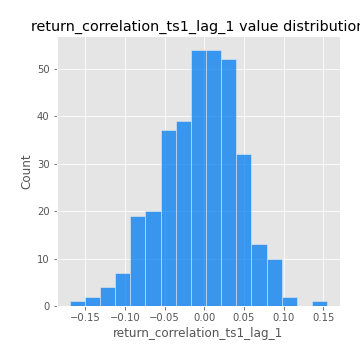 return_correlation_ts1_lag_1 value distribution
50
40
30
20
10
0
Count
−0.15 −0.10 −0.05 0.00 0.05 0.10 0.15
return_correlation_ts1_lag_1